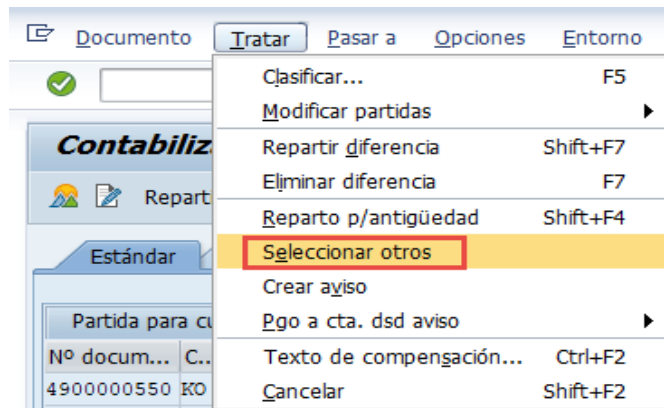 Documento Tratar Pasar a Opciones Entorno
Clasificar... F5
Modificar partidas
Contabiliz
Repartir diferencia Shift+F7
Eliminar diferencia F7
Repart
Reparto p/antigüedad Shift+F4
Estándar
Seleccionar otros
Crear aviso
Partida para cu
Pgo a cta. dsd aviso
Nº docum... C..
Texto de compensación... Ctrl+F2
4900000550 KO
Cancelar Shift+F2